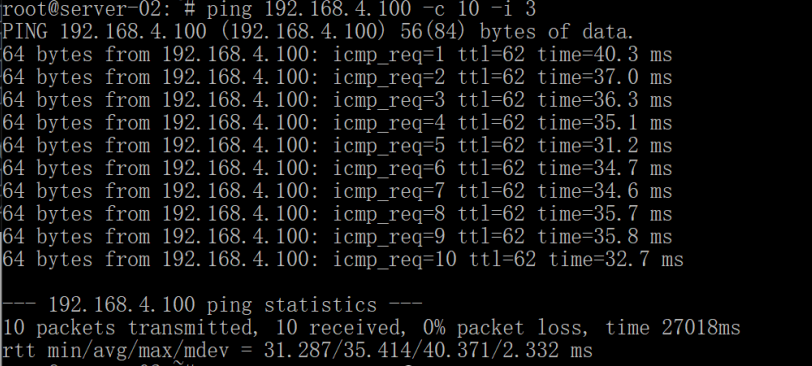 root@server-02: # ping 192.168.4.100 -c 10 -i 3
PING 192.168.4.100 (192.168.4.100) 56(84) bytes of data.
64 bytes from 192.168.4.100: icmp_req=1 ttl=62 time=40.3 ms
64 bytes from 192.168.4.100: icmp_req=2 ttl=62 time=37.0 ms
64 bytes from 192.168.4.100: icmp_req=3 ttl=62 time=36.3 ms
64 bytes from 192.168.4.100: icmp_req=4 ttl=62 time=35.1 ms
64 bytes from 192.168.4.100: icmp_req=5 ttl=62 time=31.2 ms
64 bytes from 192.168.4.100: icmp_req=6 ttl=62 time=34.7 ms
64 bytes from 192.168.4.100: icmp_req=7 ttl=62 time=34.6 ms
64 bytes from 192.168.4.100: icmp_req=8 ttl=62 time=35.7 ms
64 bytes from 192.168.4.100: icmp_req=9 ttl=62 time=35.8 ms
64 bytes from 192.168.4.100: icmp_req=10 ttl=62 time=32.7 ms
--- 192.168.4.100 ping statistics ---
10 packets transmitted, 10 received, 0% packet loss, time 27018ms
rtt min/avg/max/mdev = 31.287/35.414/40.371/2.332 ms